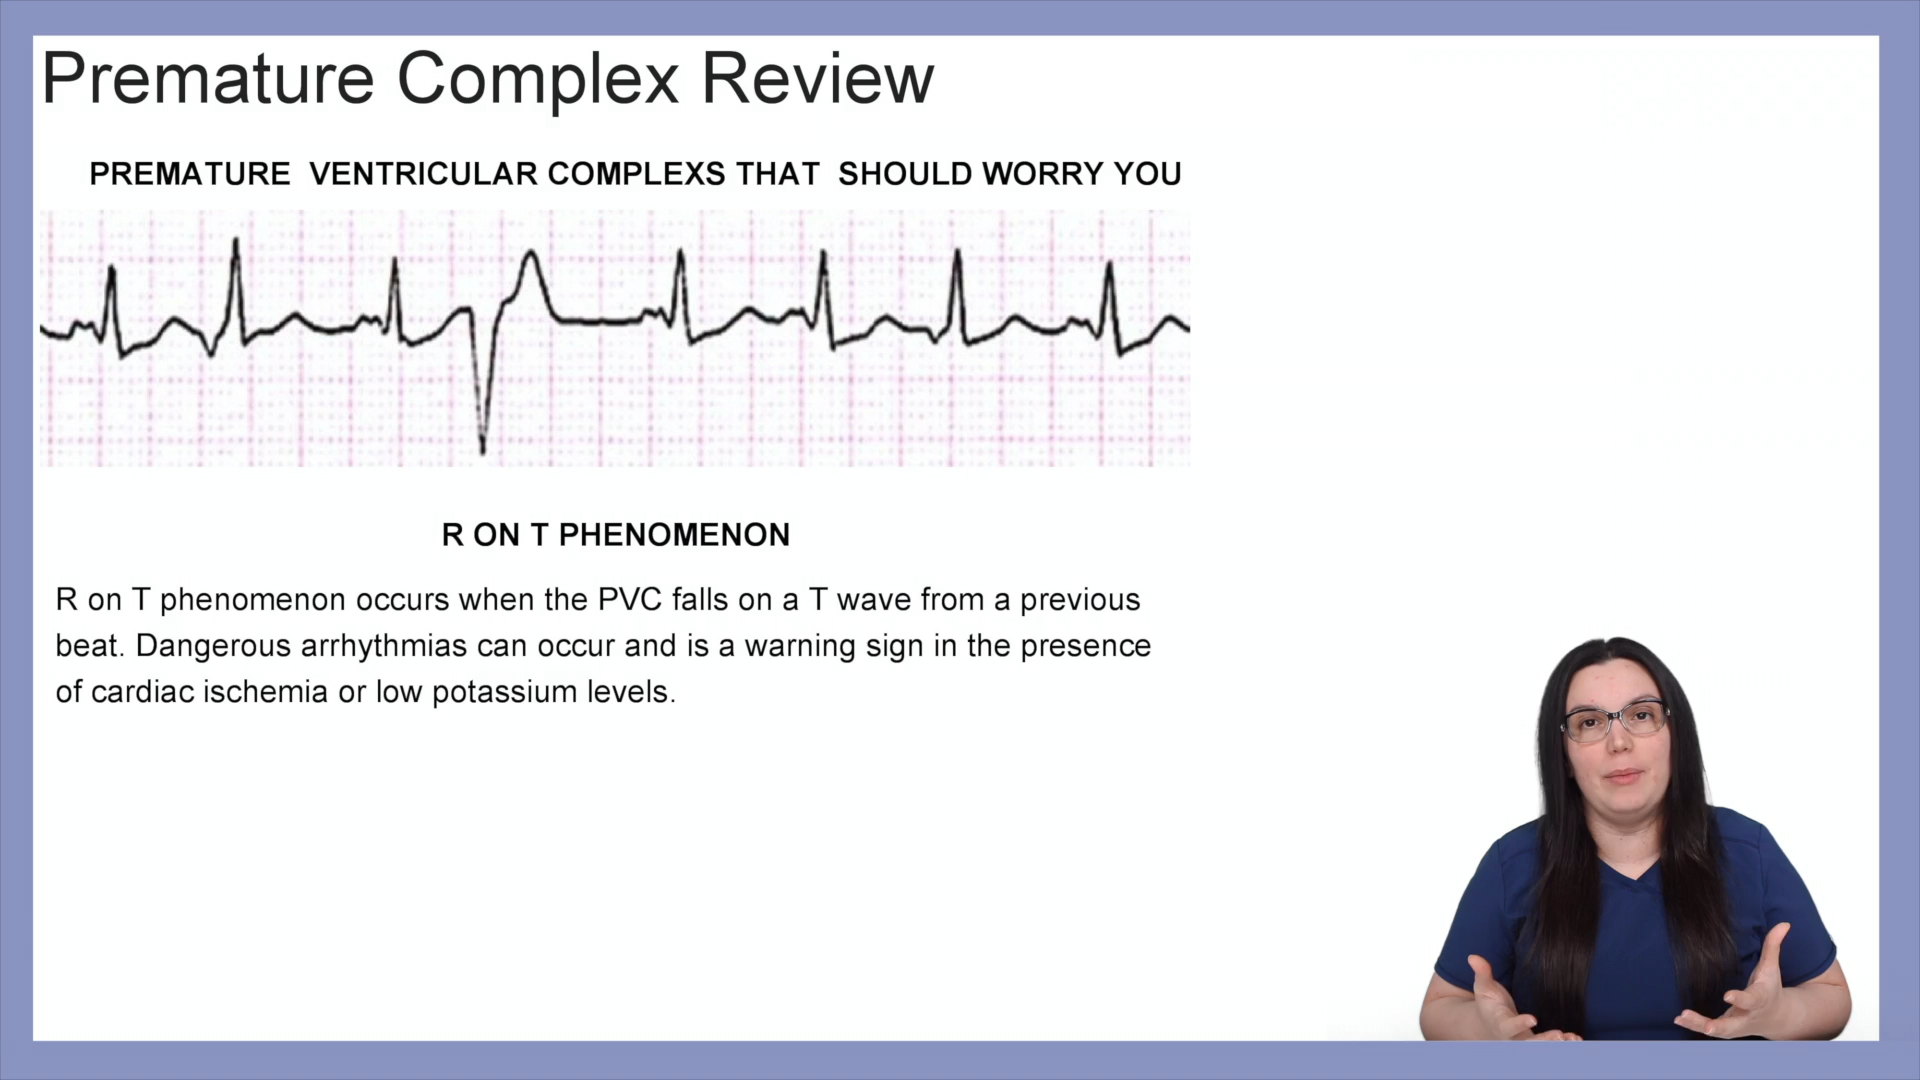 Premature Complex Review
PREMATURE VENTRICULAR COMPLEXS THAT SHOULD WORRY YOU
R ON T PHENOMENON
R on T phenomenon occurs when the PVC falls on a T wave from a previous
beat. Dangerous arrhythmias can occur and is a warning sign in the presence
of cardiac ischemia or low potassium levels.